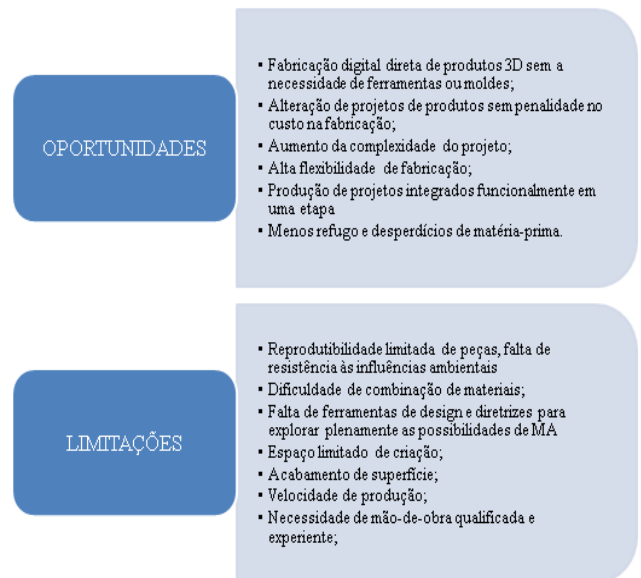 OPORTUNIDADES
• Fabricação digital direta de produtos 3D sem a
necessidade de ferramentas ou moldes;
• Alteração de projetos de produtos sem penalidade no
custo na fabricação;
• Aumento da complexidade do projeto;
• Alta flexibilidade de fabricação;
• Produção de projetos integrados funcionalmente em
uma etapa
• Menos refugo e desperdícios de matéria-prima.
LIMITAÇÕES
• Reprodutibilidade limitada de peças, falta de
resistência às influências ambientais
• Dificuldade de combinação de materiais;
• Falta de ferramentas de design e diretrizes para
explorar plenamente as possibilidades de MA
• Espaço limitado de criação;
• Acabamento de superfície;
• Velocidade de produção;
• Necessidade de mão-de-obra qualificada e
experiente;